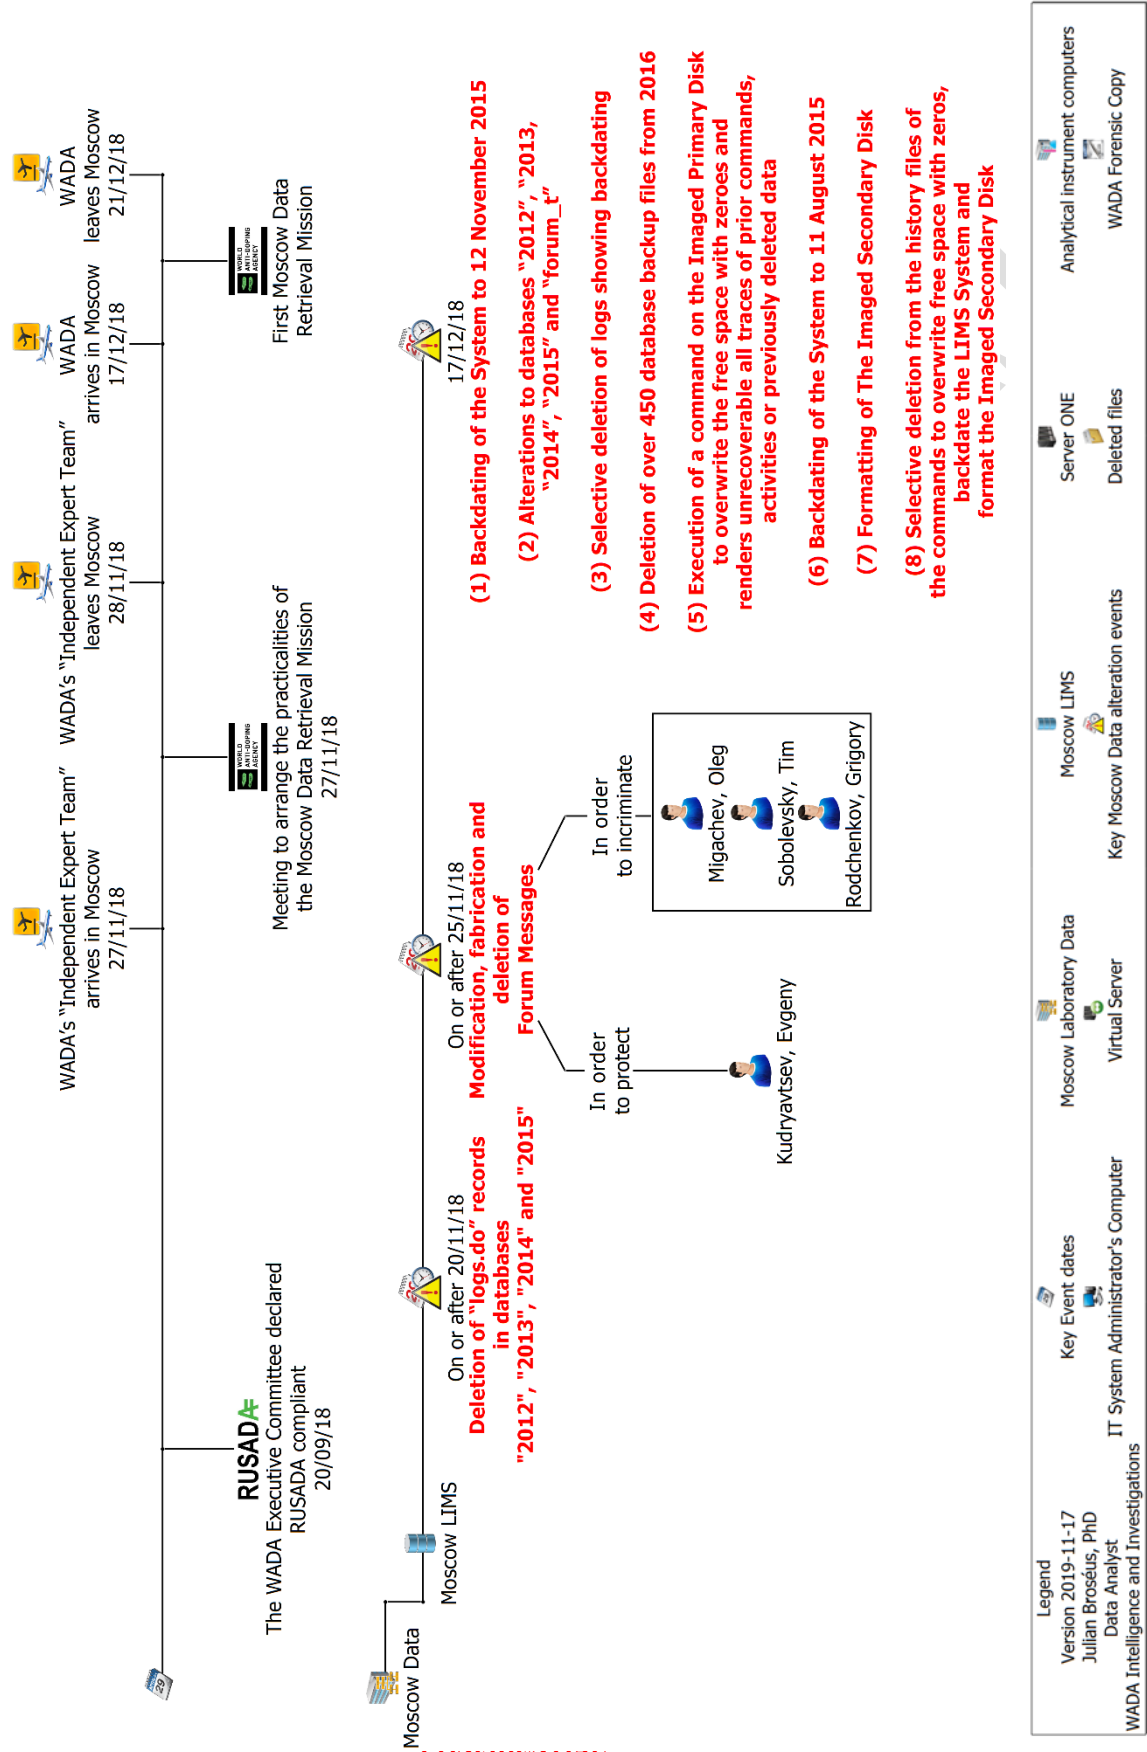 WADA's “Independent Expert Team”
arrives in Moscow
27/11/18
WADA's “Independent Expert Team”
leaves Moscow
28/11/18
WADA
arrives in Moscow
17/12/18
WADA
leaves Moscow
21/12/18
29
RUSADA
The WADA Executive Committee declared
RUSADA compliant
20/09/18
WORLD
ANTI-DOPING
AGENCY
Meeting to arrange the practicalities of
the Moscow Data Retrieval Mission
27/11/18
WORLD
ANTI-DOPING
AGENCY
First Moscow Data
Retrieval Mission
Moscow Data
Moscow LIMS
On or after 20/11/18
Deletion of “logs.do” records
in databases
"2012", "2013", "2014" and "2015"
On or after 25/11/18
Modification, fabrication and
deletion of
Forum Messages
In order
to protect
Kudryavtsev, Evgeny
In order
to incriminate
Migachev, Oleg
Sobolevsky, Tim
Rodchenkov, Grigory
17/12/18
(1) Backdating of the System to 12 November 2015
(2) Alterations to databases “2012”, “2013,
“2014”, “2015” and “forum_t”
(3) Selective deletion of logs showing backdating
(4) Deletion of over 450 database backup files from 2016
(5) Execution of a command on the Imaged Primary Disk
to overwrite the free space with zeroes and
renders unrecoverable all traces of prior commands,
activities or previously deleted data
(6) Backdating of the System to 11 August 2015
(7) Formatting of The Imaged Secondary Disk
(8) Selective deletion from the history files of
the commands to overwrite free space with zeros,
backdate the LIMS System and
format the Imaged Secondary Disk
Legend
Version 2019-11-17
Julian Broséus, PhD
Data Analyst
WADA Intelligence and Investigations
Key Event dates
IT System Administrator's Computer
Moscow Laboratory Data
Virtual Server
Moscow LIMS
Key Moscow Data alteration events
Server ONE
Deleted files
Analytical instrument computers
WADA Forensic Copy